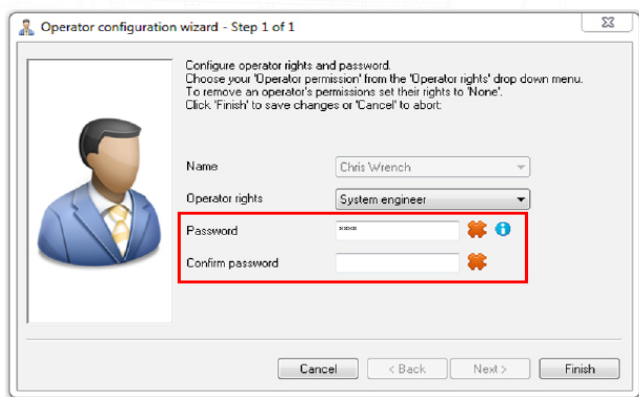 Operator configuration wizard - Step 1 of 1
Configure operator rights and password.
Choose your 'Operator permission' from the 'Operator rights' drop down menu.
To remove an operator's permissions set their rights to 'None'.
Click 'Finish' to save changes or 'Cancel' to abort:
Name Chris Wrench
Operator rights System engineer
Password ****
Confirm password
Cancel < Back Next > Finish